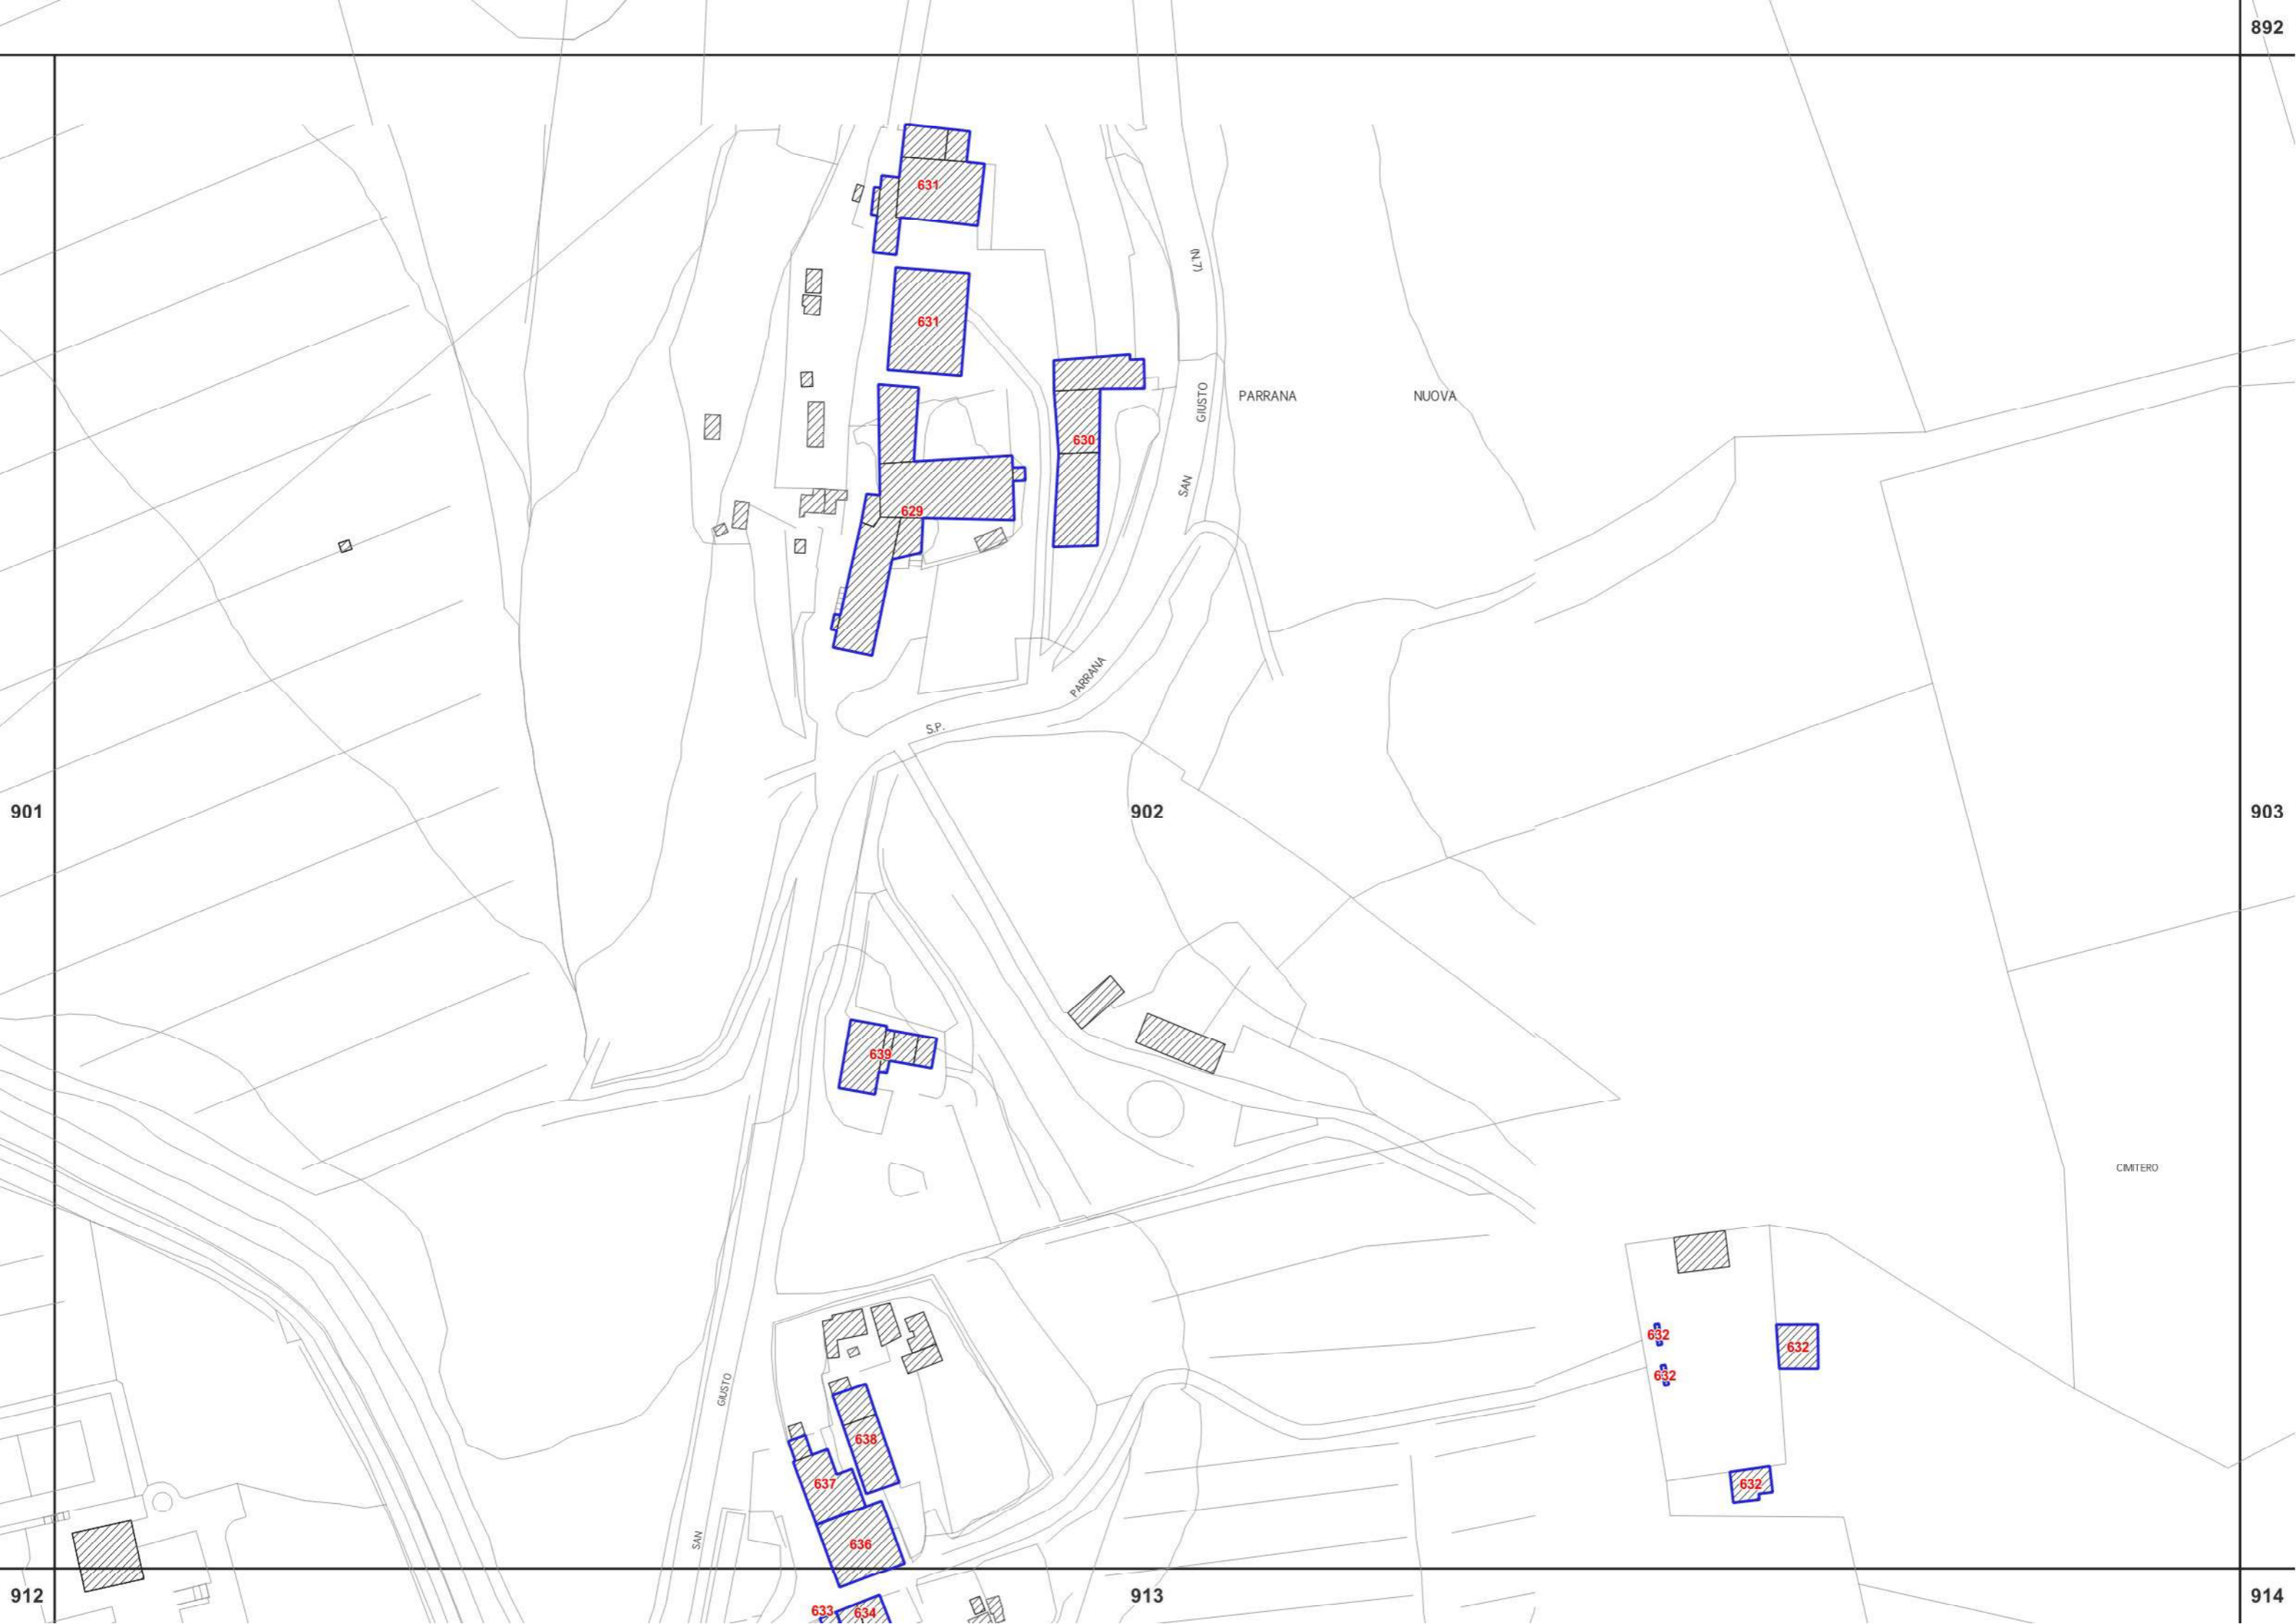 892
631
(N.7)
631
GIUSTO
PARRANA
NUOVA
630
SAN
629
PARRANA
S.P.
901
902
903
639
CIMITERO
632
632
632
GIUSTO
638
637
632
SAN
636
912
913
914
633
634